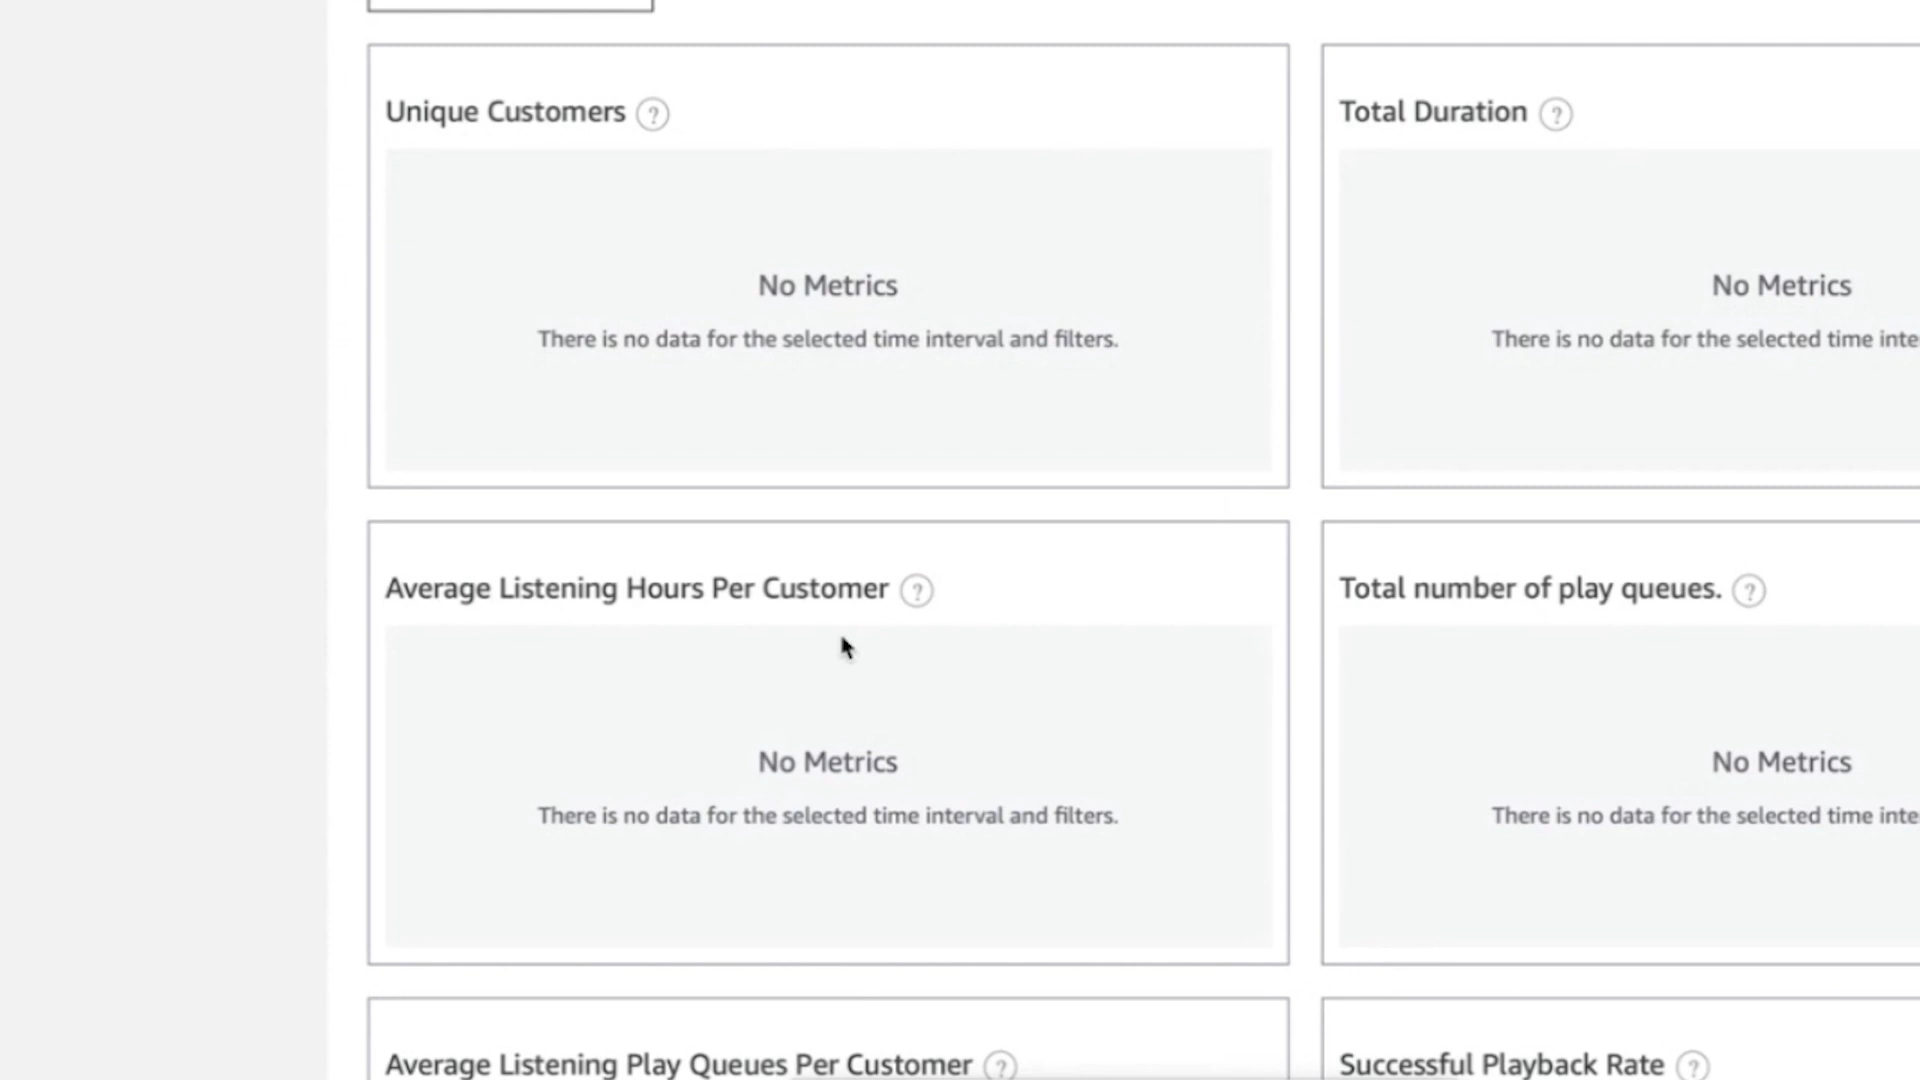 Unique Customers ?
Total Duration ?
No Metrics
There is no data for the selected time interval and filters.
No Metrics
There is no data for the selected time inte
Average Listening Hours Per Customer ?
Total number of play queues. ?
No Metrics
There is no data for the selected time interval and filters.
No Metrics
There is no data for the selected time inte
Average Listening Play Queues Per Customer ?
Successful Playback Rate ?